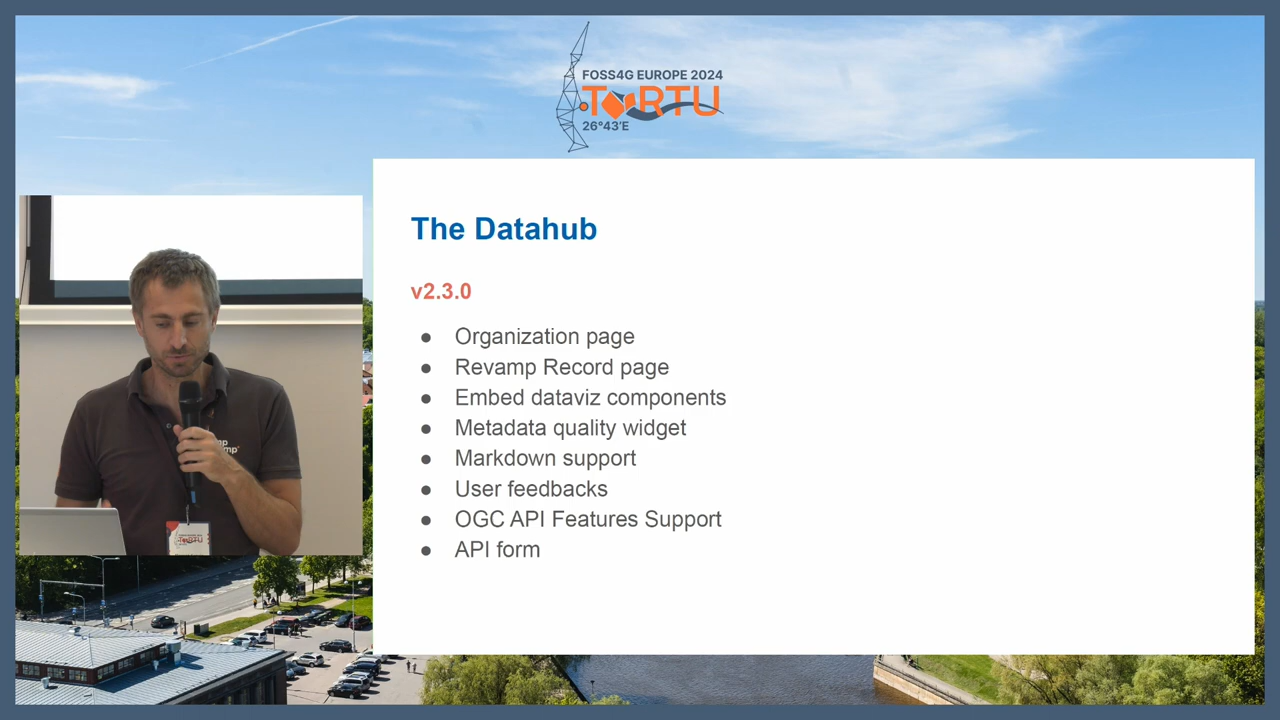 FOSS4G EUROPE 2024
TORTU
26°43'E
The Datahub
v2.3.0
● Organization page
● Revamp Record page
● Embed dataviz components
● Metadata quality widget
● Markdown support
● User feedbacks
● OGC API Features Support
● API form